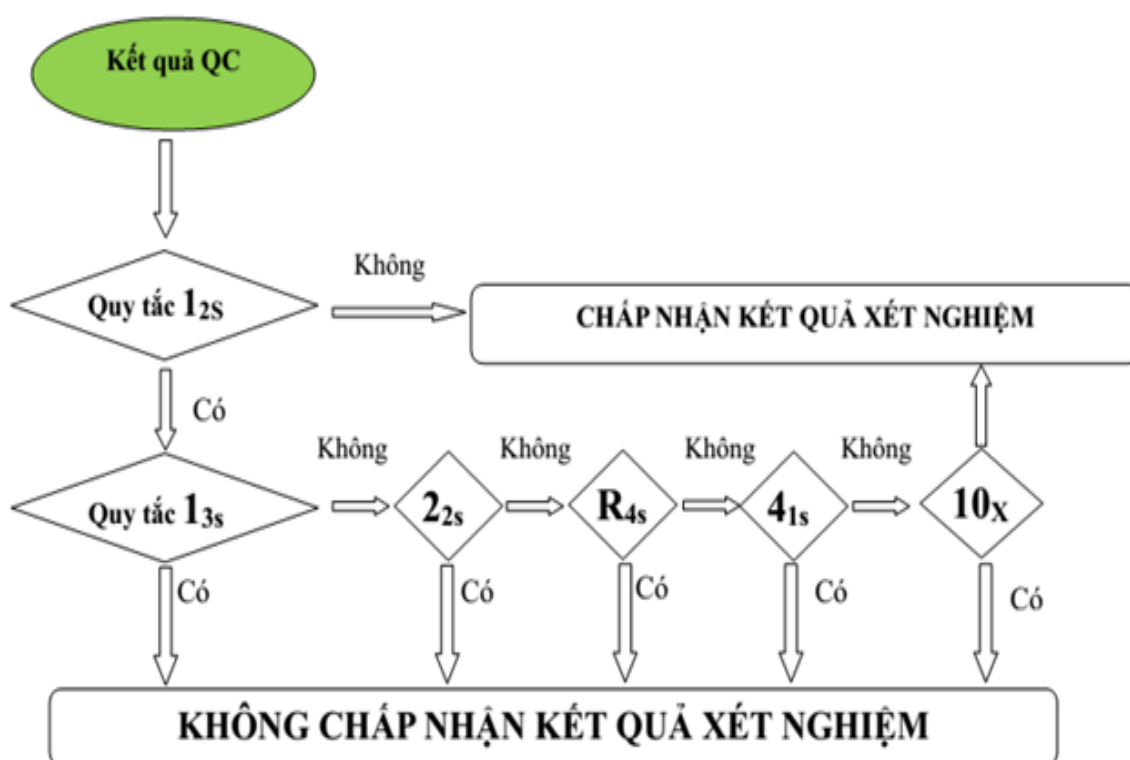 Kết quả QC
Không
Quy tắc 1₂S
CHẤP NHẬN KẾT QUẢ XÉT NGHIỆM
Có
Không
Không
Không
Không
Quy tắc 1₃s
2₂s
R₄s
4₁s
10X
Có
Có
Có
Có
Có
KHÔNG CHẤP NHẬN KẾT QUẢ XÉT NGHIỆM